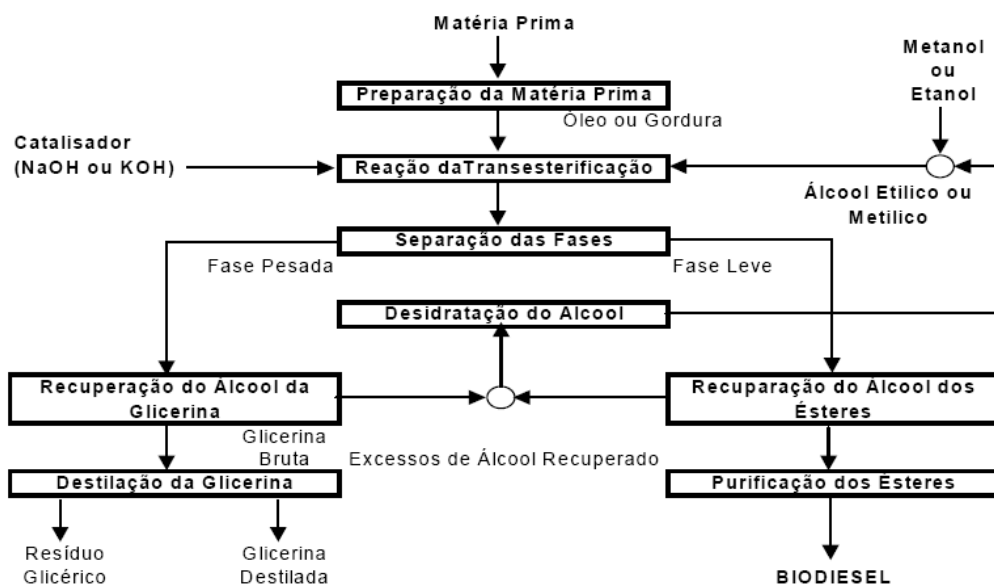 Matéria Prima
Metanol
ou
Etanol
Preparação da Matéria Prima
Óleo ou Gordura
Catalisador
(NaOH ou KOH)
Reação daTransesterificação
Álcool Etilico ou
Metilico
Separação das Fases
Fase Pesada
Fase Leve
Desidratação do Alcool
Recuperação do Álcool da
Glicerina
Recuparação do Álcool dos
Ésteres
Glicerina
Bruta
Excessos de Álcool Recuperado
Destilação da Glicerina
Purificação dos Ésteres
Resíduo
Glicérico
Glicerina
Destilada
BIODIESEL